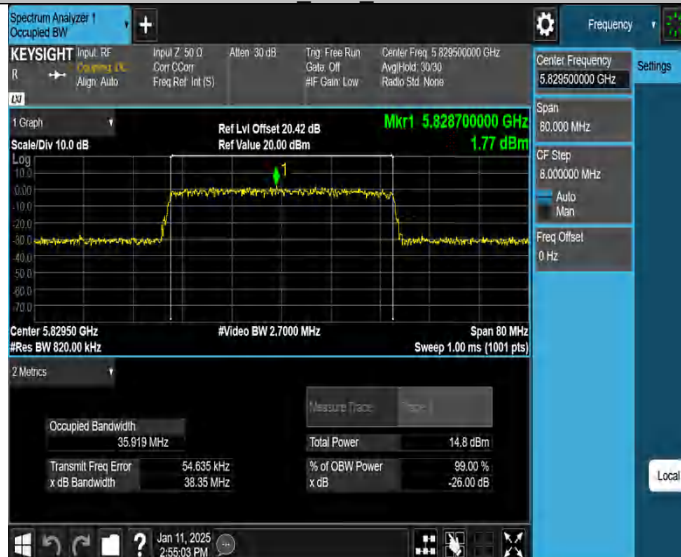 Spectrum Analyzer 1
Occupied BW
Frequency
KEYSIGHT
R
Input: RF
Coupling: DC
Align: Auto
Input Z: 50 Ω
Corr CCorr
Freq Ref: Int (S)
Atten: 30 dB
Trig: Free Run
Gate: Off
#IF Gain: Low
Center Freq: 5.829500000 GHz
Avg|Hold: 30/30
Radio Std: None
LXI
1 Graph
Scale/Div 10.0 dB
Ref Lvl Offset 20.42 dB
Ref Value 20.00 dBm
Mkr1 5.828700000 GHz
1.77 dBm
Log
10.0
0.00
-10.0
-20.0
-30.0
-40.0
-50.0
-60.0
-70.0
1
Center 5.82950 GHz
#Res BW 820.00 kHz
#Video BW 2.7000 MHz
Span 80 MHz
Sweep 1.00 ms (1001 pts)
2 Metrics
Measure Trace
Trace 1
Occupied Bandwidth
35.919 MHz
Total Power
14.8 dBm
Transmit Freq Error
54.635 kHz
% of OBW Power
99.00 %
x dB Bandwidth
38.35 MHz
x dB
-26.00 dB
Center Frequency
5.829500000 GHz
Settings
Span
80.000 MHz
CF Step
8.000000 MHz
Auto
Man
Freq Offset
0 Hz
Local
?
Jan 11, 2025
2:55:03 PM